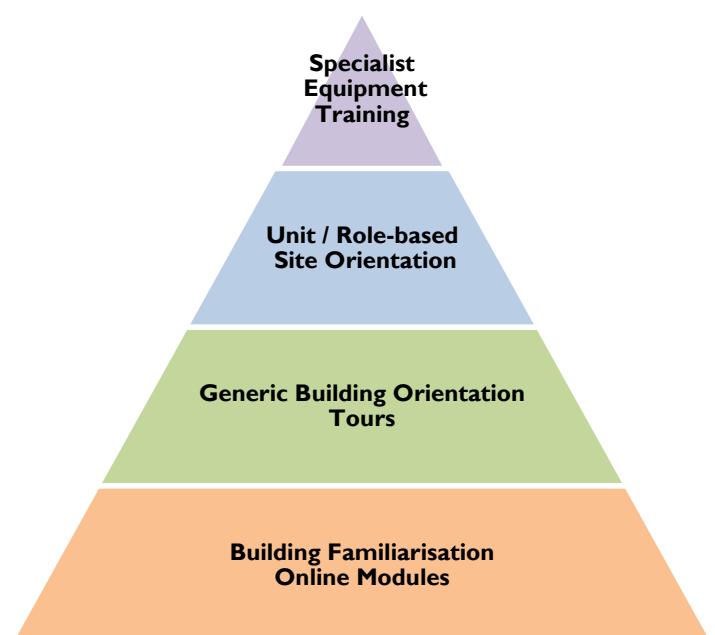 Specialist
Equipment
Training
Unit / Role-based
Site Orientation
Generic Building Orientation
Tours
Building Familiarisation
Online Modules